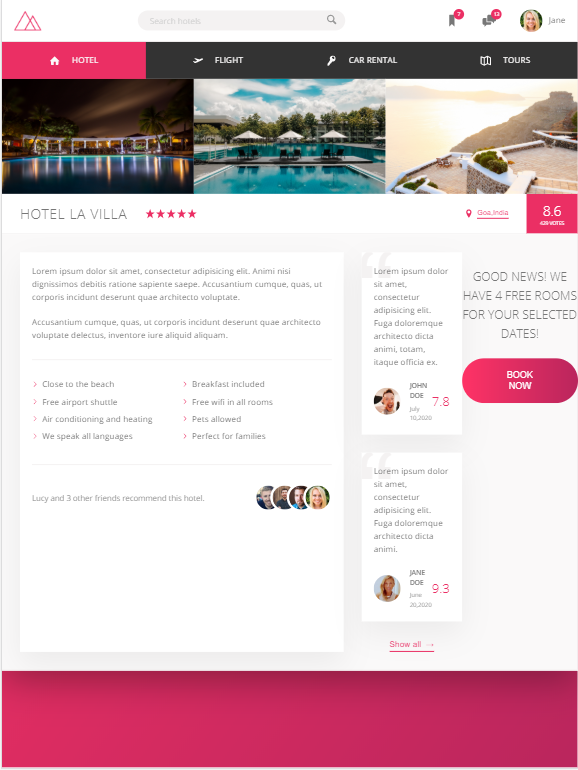 Search hotels
7
13
Jane
HOTEL
FLIGHT
CAR RENTAL
TOURS
HOTEL LA VILLA
Goa,India
8.6
429 VOTES
Lorem ipsum dolor sit amet, consectetur adipisicing elit. Animi nisi
dignissimos debitis ratione sapiente saepe. Accusantium cumque, quas, ut
corporis incidunt deserunt quae architecto voluptate.
Accusantium cumque, quas, ut corporis incidunt deserunt quae architecto
voluptate delectus, inventore iure aliquid aliquam.
Close to the beach
Breakfast included
Free airport shuttle
Free wifi in all rooms
Air conditioning and heating
Pets allowed
We speak all languages
Perfect for families
Lucy and 3 other friends recommend this hotel.
“
Lorem ipsum dolor
sit amet,
consectetur
adipisicing elit.
Fuga doloremque
architecto dicta
animi, totam,
itaque officia ex.
JOHN
DOE
July
10,2020
7.8
“
Lorem ipsum dolor
sit amet,
consectetur
adipisicing elit.
Fuga doloremque
architecto dicta
animi.
JANE
DOE
June
20,2020
9.3
Show all →
GOOD NEWS! WE
HAVE 4 FREE ROOMS
FOR YOUR SELECTED
DATES!
BOOK
NOW